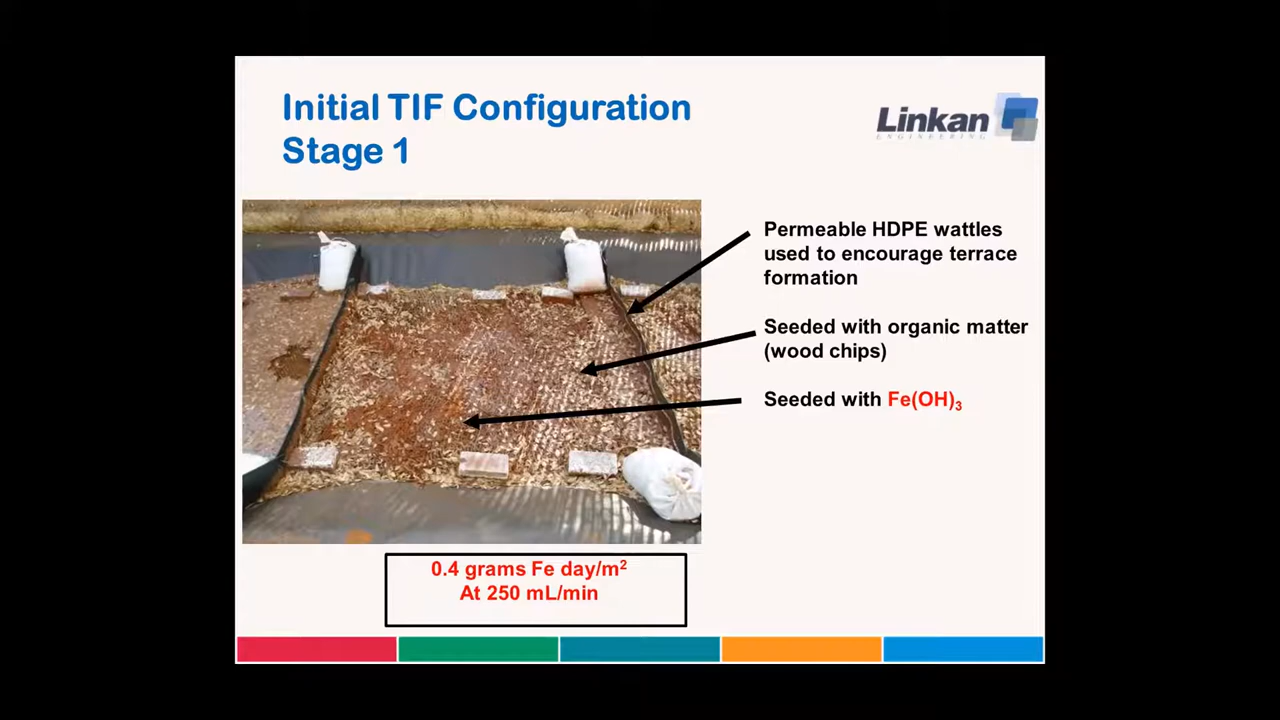 Initial TIF Configuration
Stage 1
Linkan
ENGINEERING
Permeable HDPE wattles
used to encourage terrace
formation
Seeded with organic matter
(wood chips)
Seeded with Fe(OH)₃
0.4 grams Fe day/m²
At 250 mL/min